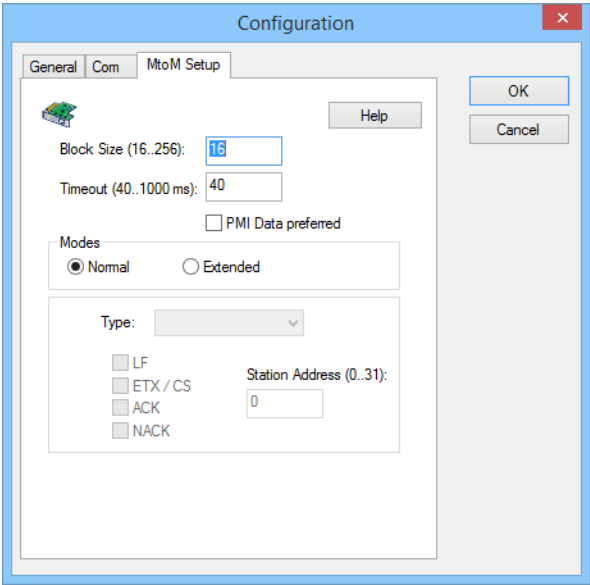 Configuration
General Com MtoM Setup
OK
Help
Cancel
Block Size (16..256): 16
Timeout (40..1000 ms): 40
PMI Data preferred
Modes
Normal Extended
Type:
LF
Station Address (0..31):
ETX / CS
0
ACK
NACK